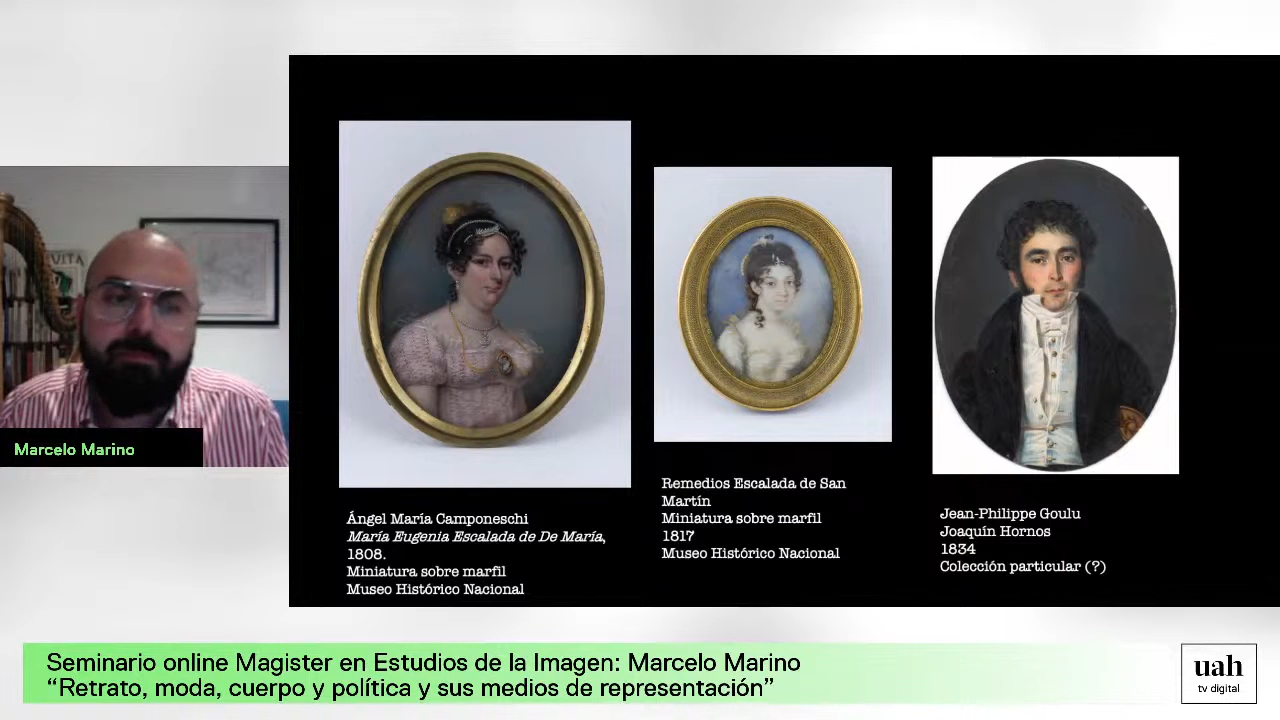 VITA
Marcelo Marino
Ángel María Camponeschi
María Eugenia Escalada de De María,
1808.
Miniatura sobre marfil
Museo Histórico Nacional
Remedios Escalada de San
Martín
Miniatura sobre marfil
1817
Museo Histórico Nacional
Jean-Philippe Goulu
Joaquín Hornos
1834
Colección particular (?)
Seminario online Magister en Estudios de la Imagen: Marcelo Marino
“Retrato, moda, cuerpo y política y sus medios de representación”
uah
tv digital